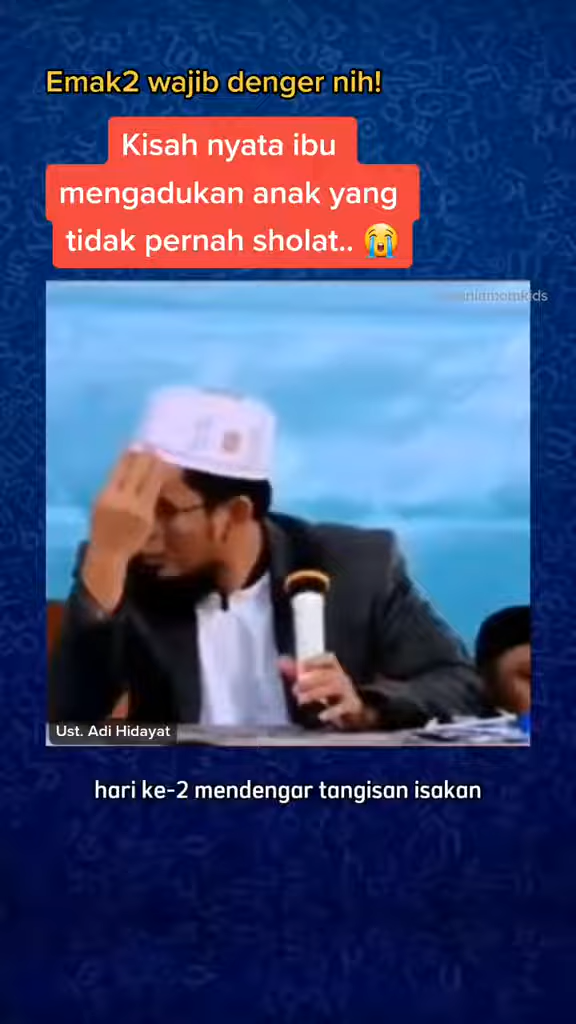 Emak2 wajib denger nih!
Kisah nyata ibu
mengadukan anak yang
tidak pernah sholat.. 😭
Ust. Adi Hidayat
hari ke-2 mendengar tangisan isakan